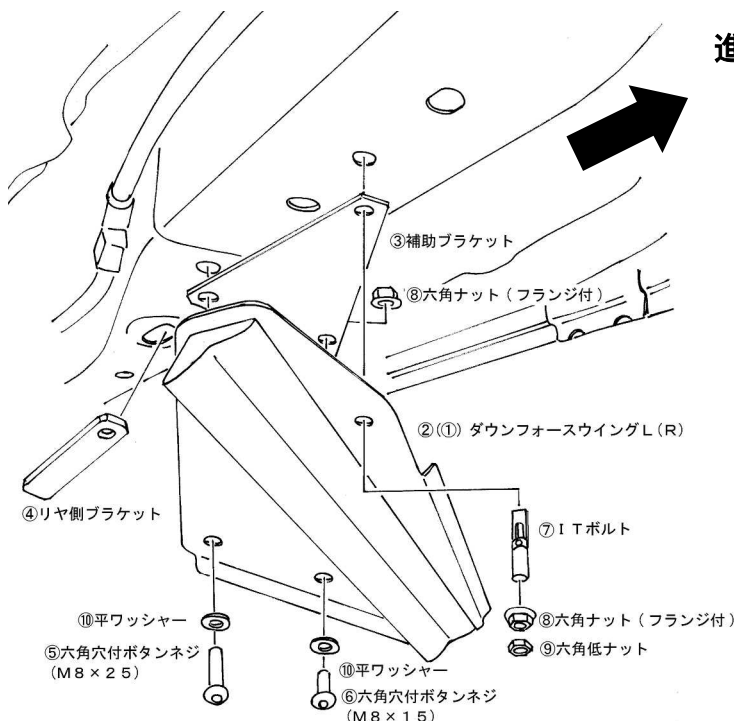 進
③補助ブラケット
⑧六角ナット（フランジ付）
②(①) ダウンフォースウイングＬ(Ｒ)
④リヤ側ブラケット
⑦ＩＴボルト
⑩平ワッシャー
⑧六角ナット（フランジ付）
⑤六角穴付ボタンネジ
（Ｍ８×２５）
⑨六角低ナット
⑩平ワッシャー
⑥六角穴付ボタンネジ
（Ｍ８×１５）